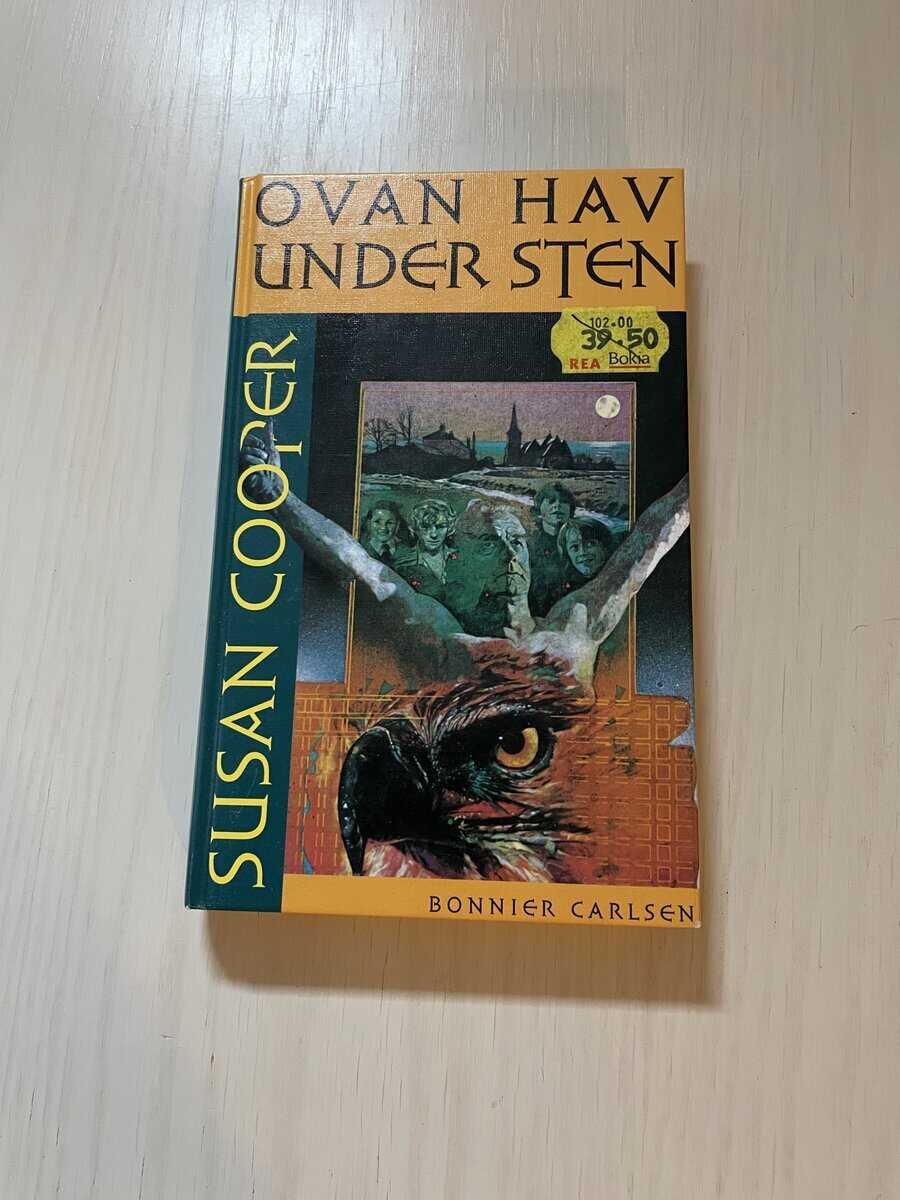 OVAN HAV
UNDER STEN
102.00
39.50
REA Bokia
SUSAN COOPER
BONNIER CARLSEN